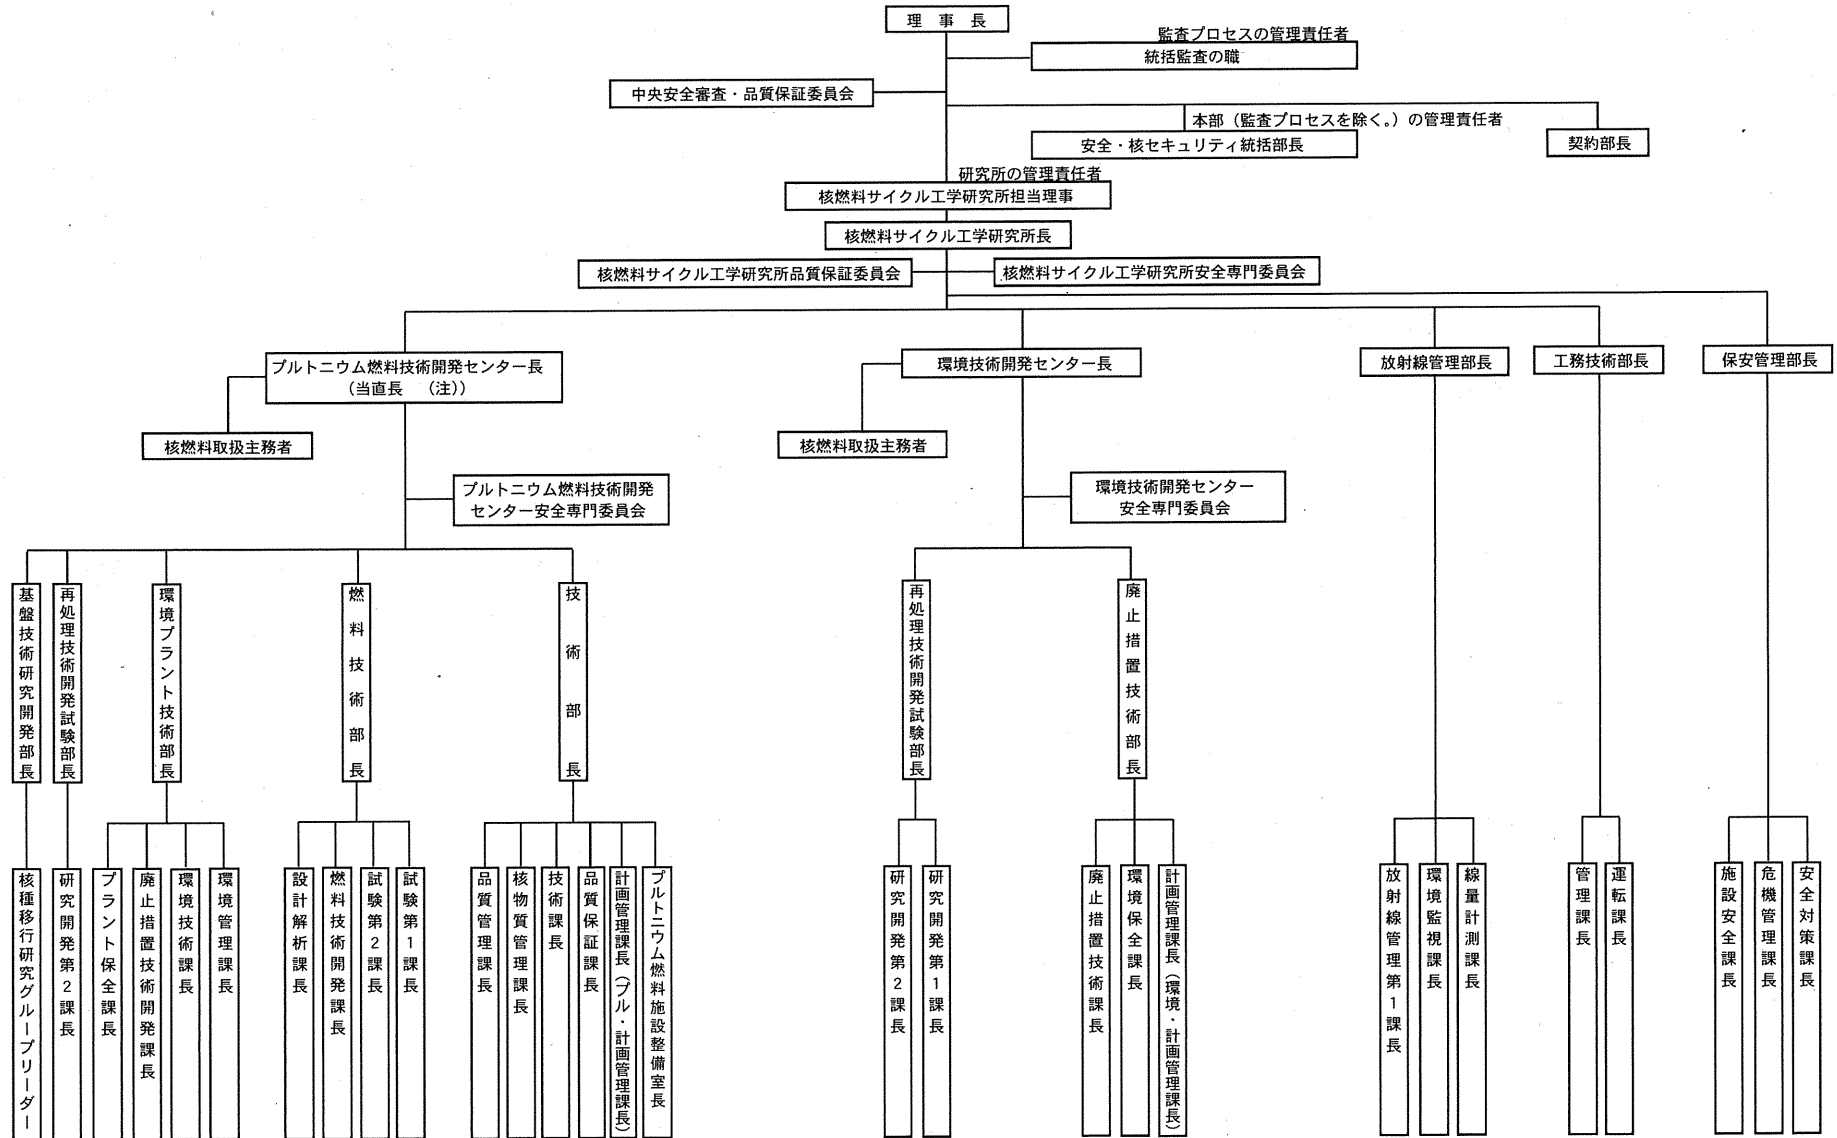 理事長
監査プロセスの管理責任者
統括監査の職
中央安全審査・品質保証委員会
本部（監査プロセスを除く。）の管理責任者
安全・核セキュリティ統括部長
契約部長
研究所の管理責任者
核燃料サイクル工学研究所担当理事
核燃料サイクル工学研究所長
核燃料サイクル工学研究所品質保証委員会
核燃料サイクル工学研究所安全専門委員会
プルトニウム燃料技術開発センター長
（当直長　（注））
環境技術開発センター長
放射線管理部長
工務技術部長
保安管理部長
核燃料取扱主務者
核燃料取扱主務者
プルトニウム燃料技術開発
センター安全専門委員会
環境技術開発センター
安全専門委員会
基盤技術研究開発部長
再処理技術開発試験部長
環境プラント技術部長
燃料技術部長
技術部長
再処理技術開発試験部長
廃止措置技術部長
核種移行研究グループリーダー
研究開発第2課長
プラント保全課長
廃止措置技術開発課長
環境技術課長
環境管理課長
設計解析課長
燃料技術開発課長
試験第2課長
試験第1課長
品質管理課長
核物質管理課長
技術課長
品質保証課長
計画管理課長（プル・計画管理課長）
プルトニウム燃料施設整備室長
研究開発第2課長
研究開発第1課長
廃止措置技術課長
環境保全課長
計画管理課長（環境・計画管理課長）
放射線管理第1課長
環境監視課長
線量計測課長
管理課長
運転課長
施設安全課長
危機管理課長
安全対策課長